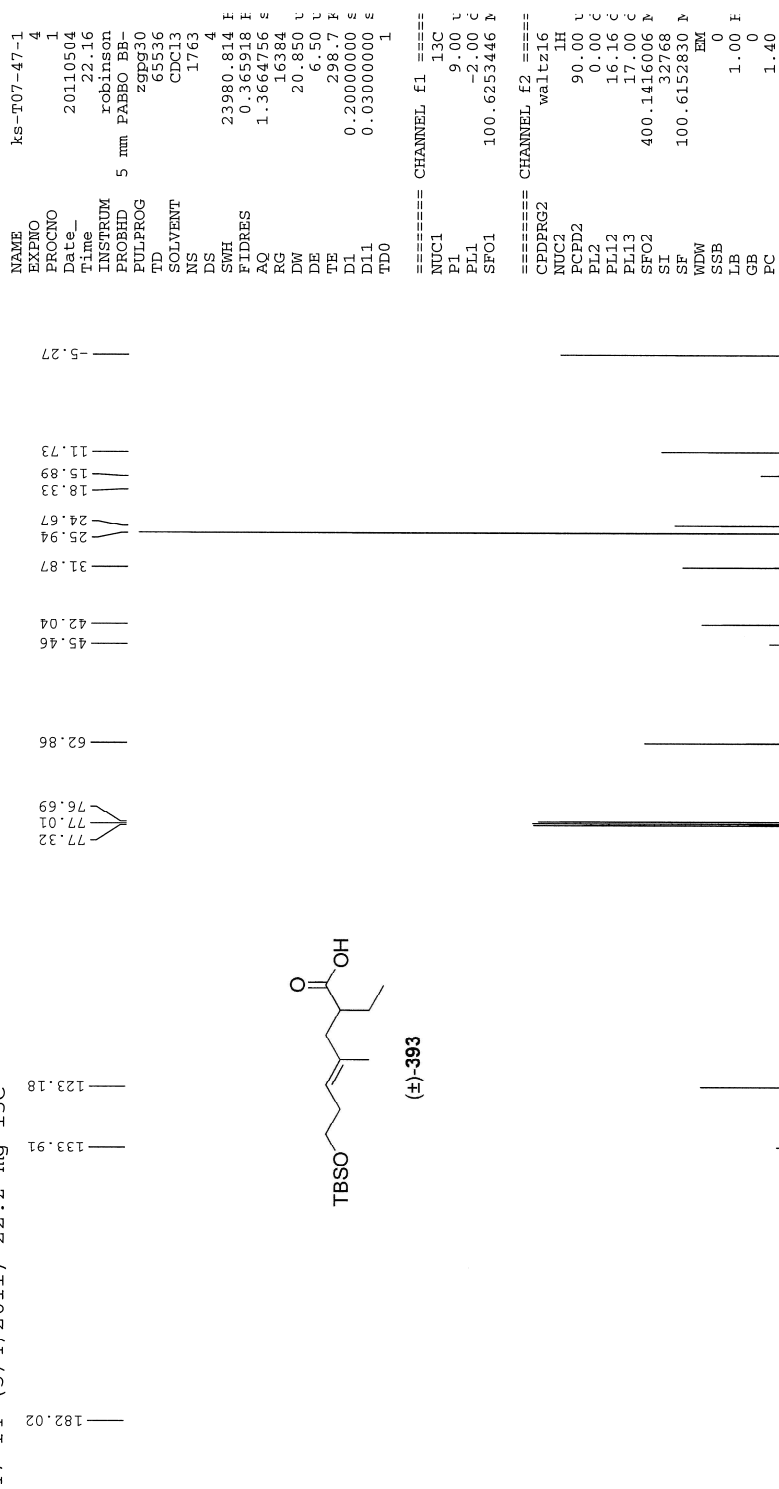 NAME ks-T07-47-1
EXPNO 4
PROCNO 1
Date_ 20110504
Time 22.16
INSTRUM robinson
PROBHD 5 mm PABBO BB-
PULPROG zgpg30
TD 65536
SOLVENT CDCl3
NS 1763
DS 4
SWH 23980.814
FIDRES 0.365918
AQ 1.3664756
RG 16384
DW 20.850
DE 6.50
TE 298.7
D1 0.20000000
D11 0.03000000
TD0 1
======== CHANNEL f1 =====
NUC1 13C
P1 9.00
PL1 -2.00
SFO1 100.6253446
======== CHANNEL f2 =====
CPDPRG2 waltz16
NUC2 1H
PCPD2 90.00
PL2 0.00
PL12 16.16
PL13 17.00
SFO2 400.1416006
SI 32768
SF 100.6152830
WDW EM
SSB 0
LB 1.00
GB 0
PC 1.40
-5.27
11.73
15.89
18.33
24.67
25.94
31.87
42.04
45.46
62.86
76.69
77.01
77.32
123.18
133.91
182.02
O
OH
TBSO
(±)-393